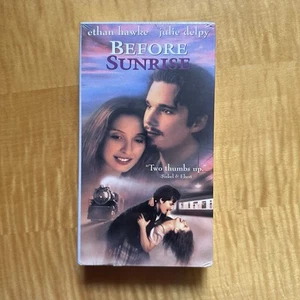 ethan hawke julie delpy
BEFORE
SUNRISE
"Two thumbs up."
-Siskel & Ebert